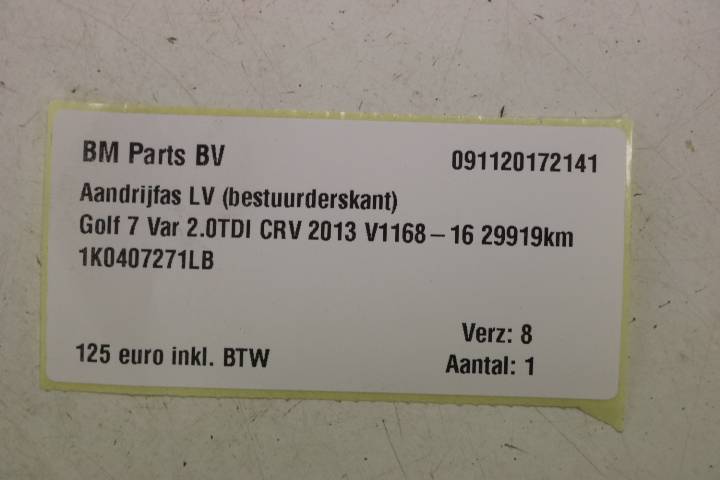 BM Parts BV 091120172141
Aandrijfas LV (bestuurderskant)
Golf 7 Var 2.0TDI CRV 2013 V1168-16 29919km
1K0407271LB
Verz: 8
125 euro inkl. BTW Aantal: 1